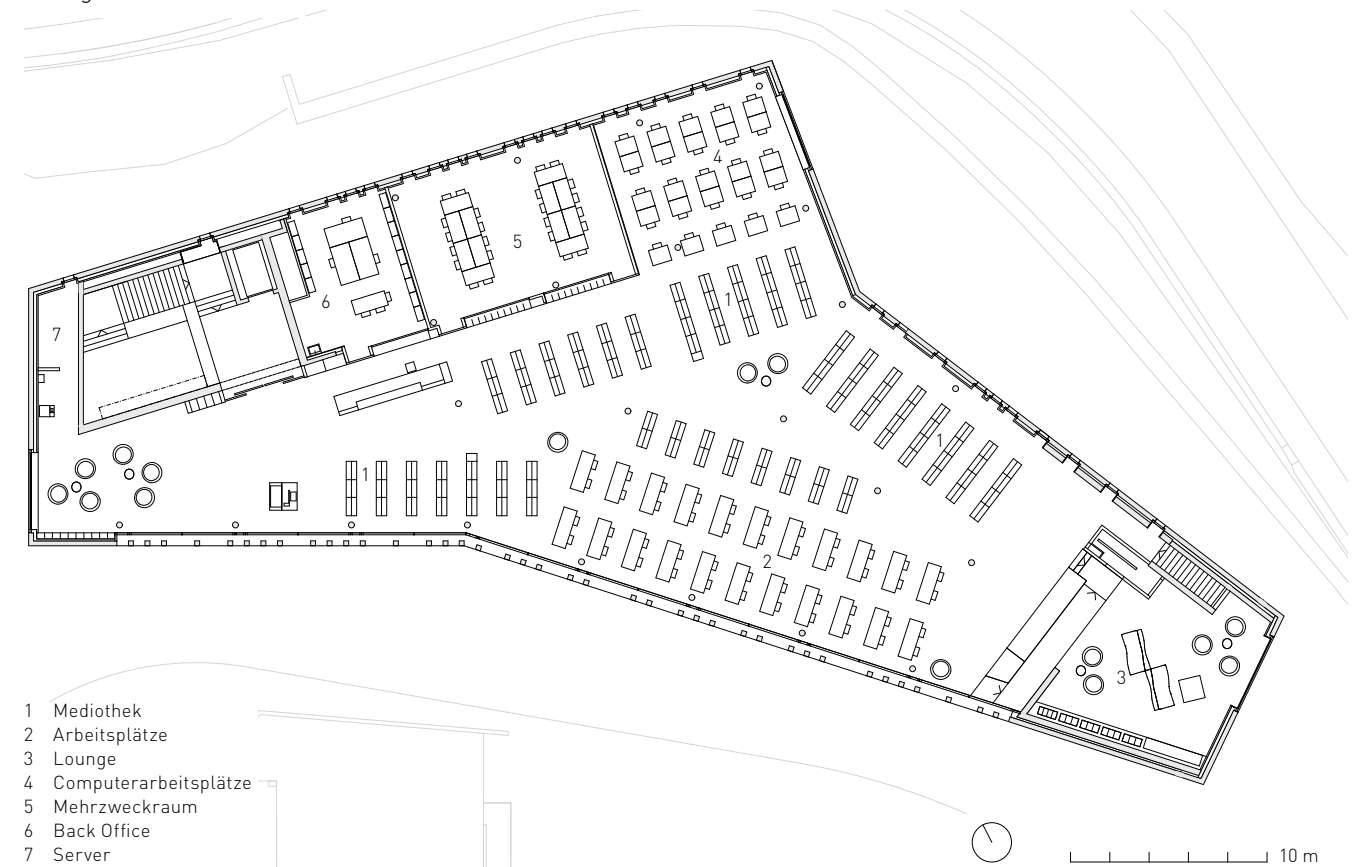 4
5
6
1
7
1
1
2
3
1 Mediothek
2 Arbeitsplätze
3 Lounge
4 Computerarbeitsplätze
5 Mehrzweckraum
6 Back Office
7 Server
10 m